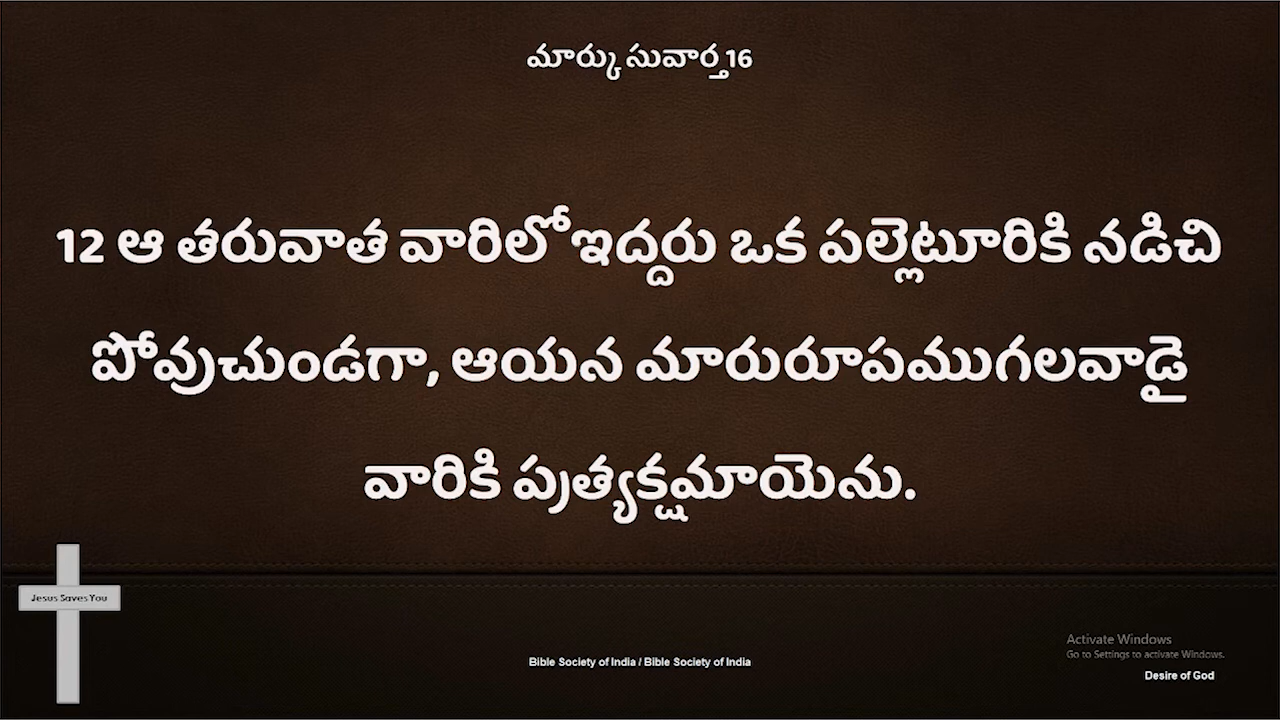 మార్కు సువార్త 16
12 ఆ తరువాత వారిలో ఇద్దరు ఒక పల్లెటూరికి నడిచి
పోవుచుండగా, ఆయన మారురూపముగలవాడై
వారికి ప్రత్యక్షమాయెను.
Jesus Saves You
Activate Windows
Go to Settings to activate Windows.
Bible Society of India / Bible Society of India
Desire of God